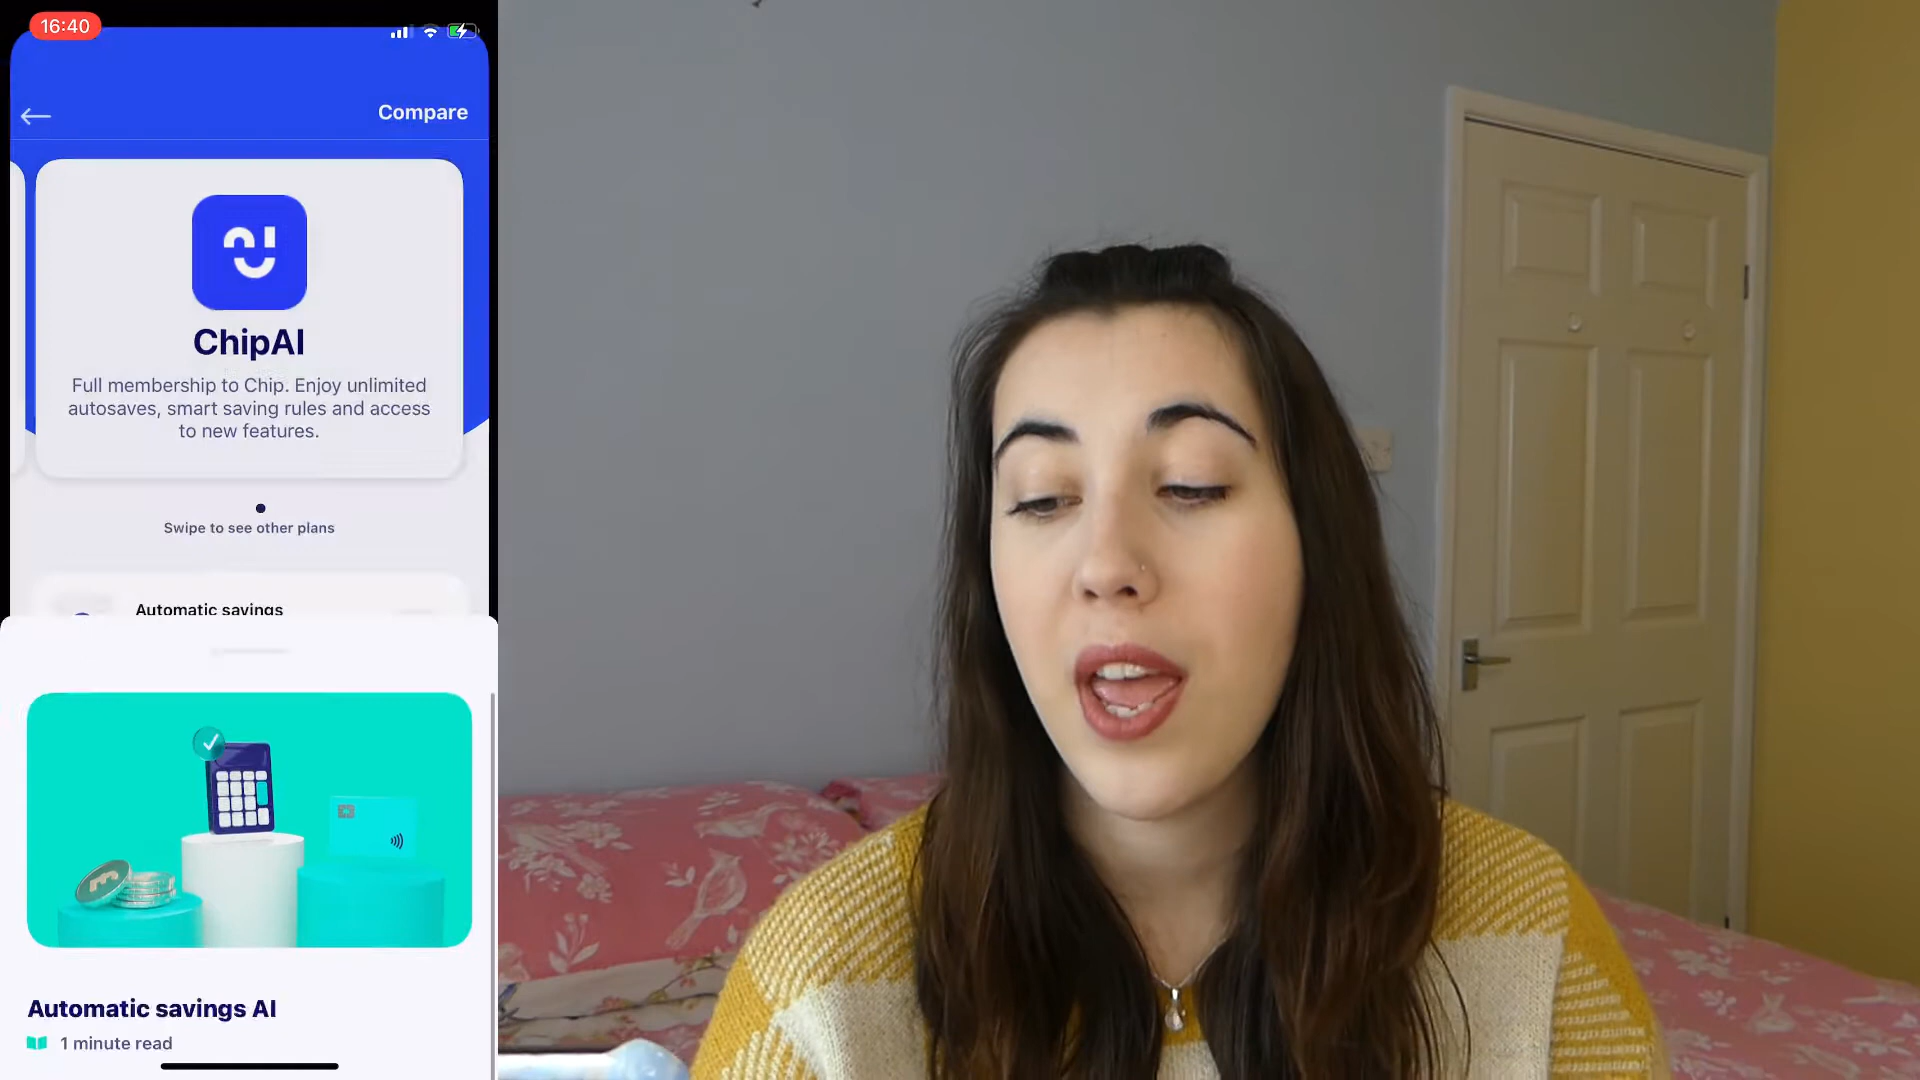 16:40
Compare
ChipAI
Full membership to Chip. Enjoy unlimited
autosaves, smart saving rules and access
to new features.
Swipe to see other plans
Automatic savings
Automatic savings AI
1 minute read